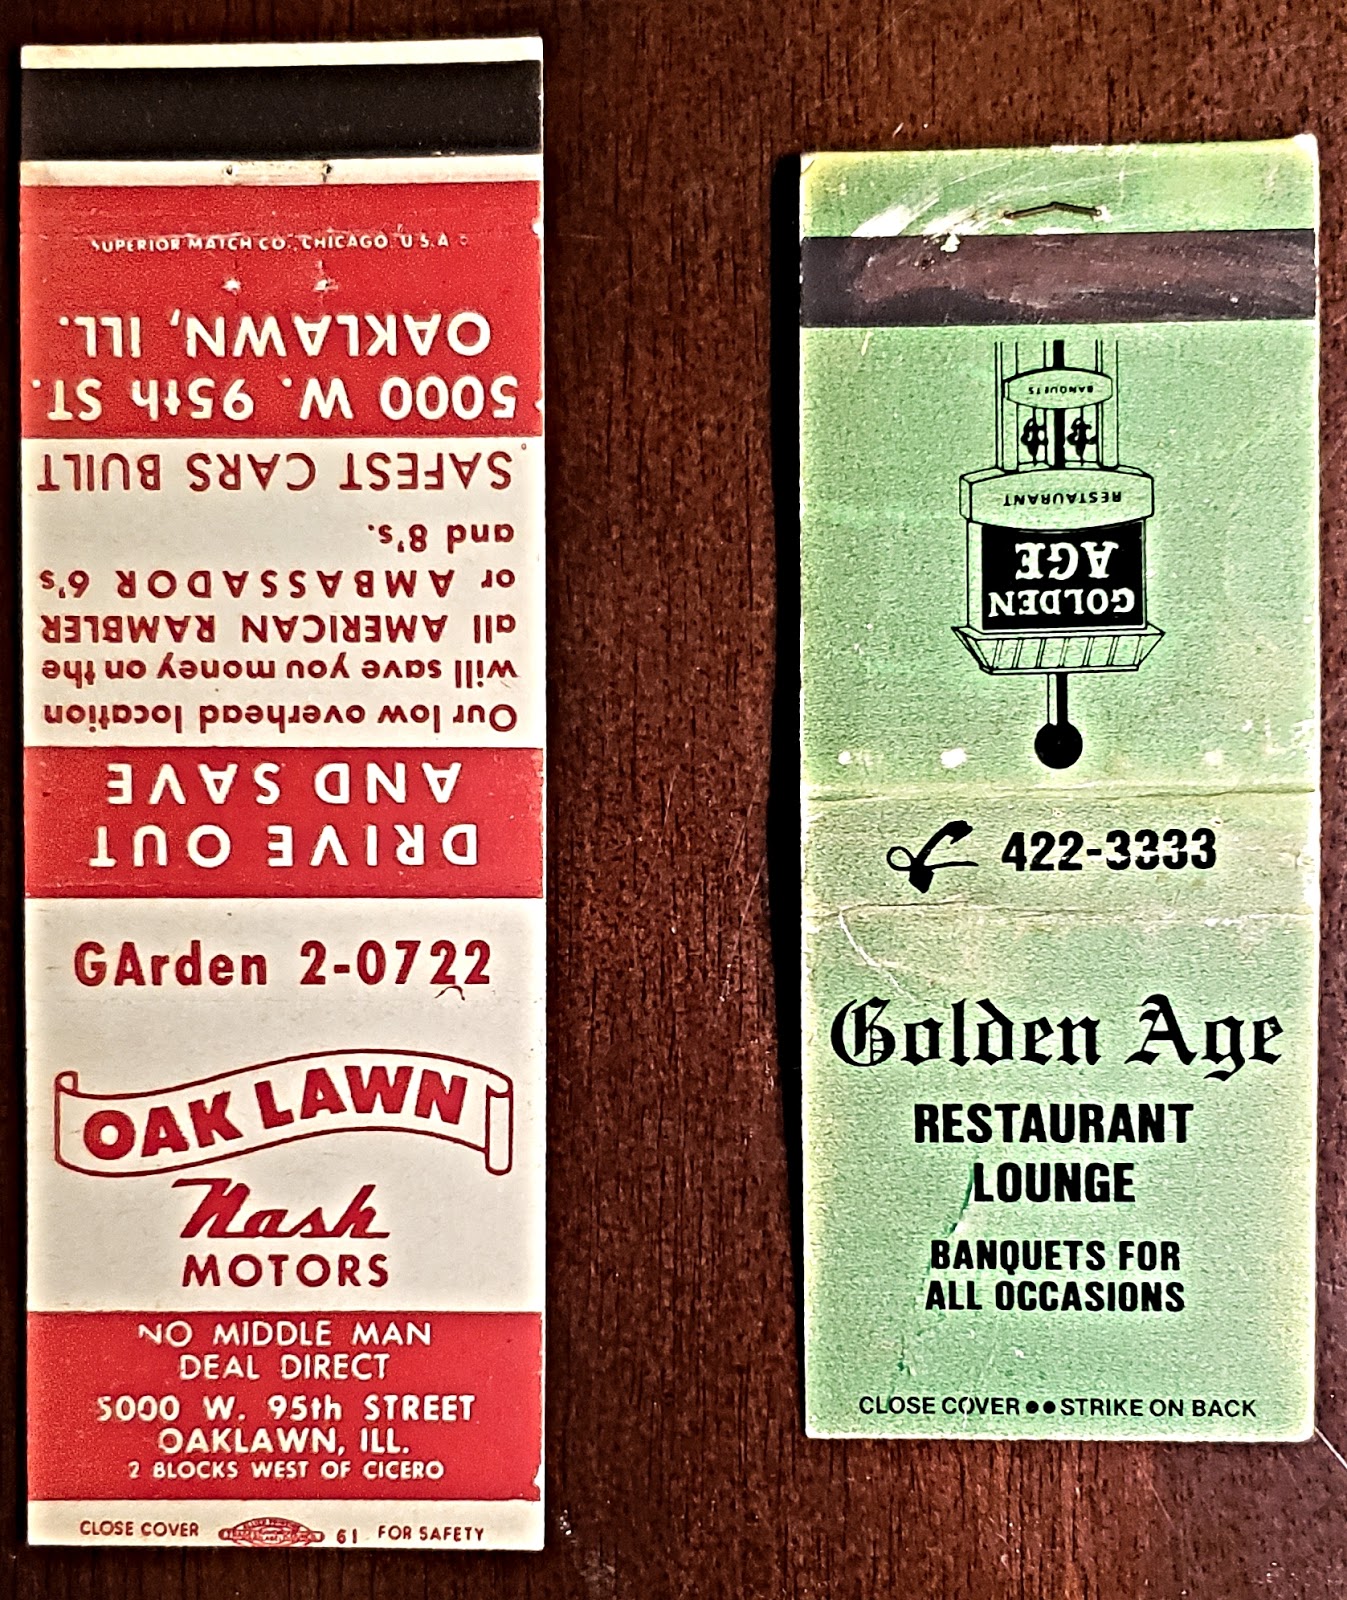 SUPERIOR MATCH CO. CHICAGO U S A
DRIVE OUT
AND SAVE
Our low overhead location
will save you money on the
all AMERICAN RAMBLER
or AMBASSADOR 6's
and 8's.
SAFEST CARS BUILT
5000 W. 95th ST.
OAKLAWN, ILL.
GArden 2-0722
OAK LAWN
Nash
MOTORS
NO MIDDLE MAN
DEAL DIRECT
5000 W. 95th STREET
OAKLAWN, ILL.
2 BLOCKS WEST OF CICERO
CLOSE COVER 61 FOR SAFETY
GOLDEN
AGE
RESTAURANT
BANQUETS
422-3333
Golden Age
RESTAURANT
LOUNGE
BANQUETS FOR
ALL OCCASIONS
CLOSE COVER●●STRIKE ON BACK